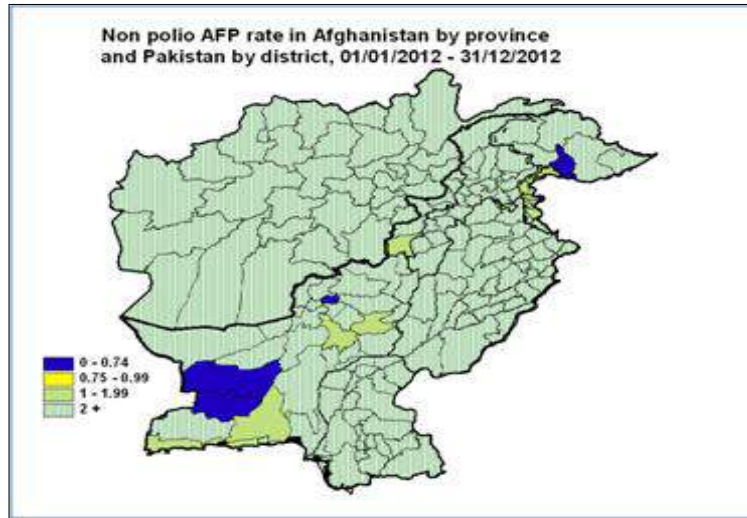 Non polio AFP rate in Afghanistan by province
and Pakistan by district, 01/01/2012 - 31/12/2012
0 - 0.74
0.75 - 0.99
1 - 1.99
2 +